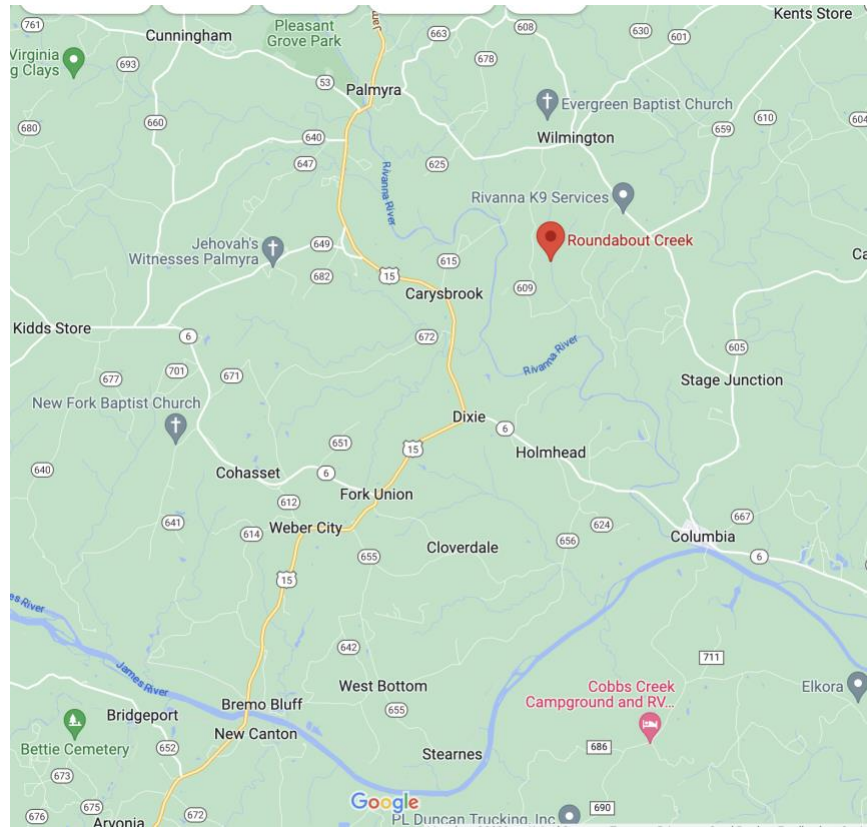 761
Cunningham
Pleasant
Grove Park
663
608
630
Kents Store
Virginia
g Clays
693
678
601
53
Palmyra
Evergreen Baptist Church
660
680
640
Wilmington
659
610
604
647
625
Rivanna River
Rivanna K9 Services
Jehovah's
Witnesses Palmyra
649
Roundabout Creek
682
15
615
Carysbrook
609
Kidds Store
6
672
Rivanna River
605
677
701
671
Stage Junction
New Fork Baptist Church
Dixie
6
651
15
Holmhead
640
Cohasset
6
Fork Union
612
641
614
Weber City
624
667
655
Cloverdale
656
Columbia
6
15
James River
642
711
West Bottom
Cobbs Creek
Campground and RV...
Elkora
Bremo Bluff
655
Bridgeport
New Canton
Bettie Cemetery
652
Stearnes
686
673
Google
690
675
672
676
Arvonia
PL Duncan Trucking, Inc